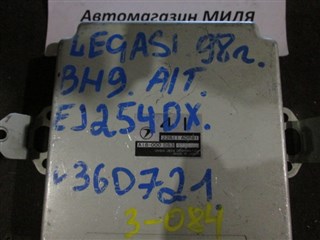 Автомагазин МИЛЯ
LEGASI 98г.
BH9. A/T.
EJ254DX.
36D721
3-084